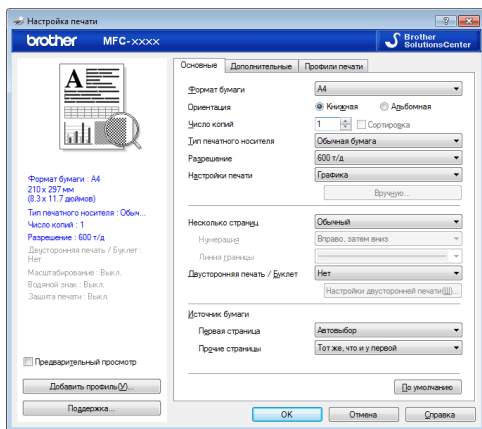 Настройка печати
brother MFC-xxxx
Brother
SolutionsCenter
Основные Дополнительные Профили печати
A
Формат бумаги A4
Ориентация Книжная Альбомная
Число копий 1 Сортировка
Тип печатного носителя Обычная бумага
Разрешение 600 т/д
Настройки печати Графика
Вручную...
Несколько страниц Обычный
Нумерация Вправо, затем вниз
Линия границы
Двусторонняя печать / Буклет Нет
Настройки двусторонней печати(Ш)...
Источник бумаги
Первая страница Автовыбор
Прочие страницы Тот же, что и у первой
По умолчанию
Формат бумаги : A4
210 x 297 мм
(8.3 x 11.7 дюймов)
Тип печатного носителя : Обыч...
Число копий : 1
Разрешение : 600 т/д
Двусторонняя печать / Буклет :
Нет
Масштабирование : Выкл.
Водяной знак : Выкл.
Защита печати : Выкл.
Предварительный просмотр
Добавить профиль(У)...
Поддержка...
OK Отмена Справка